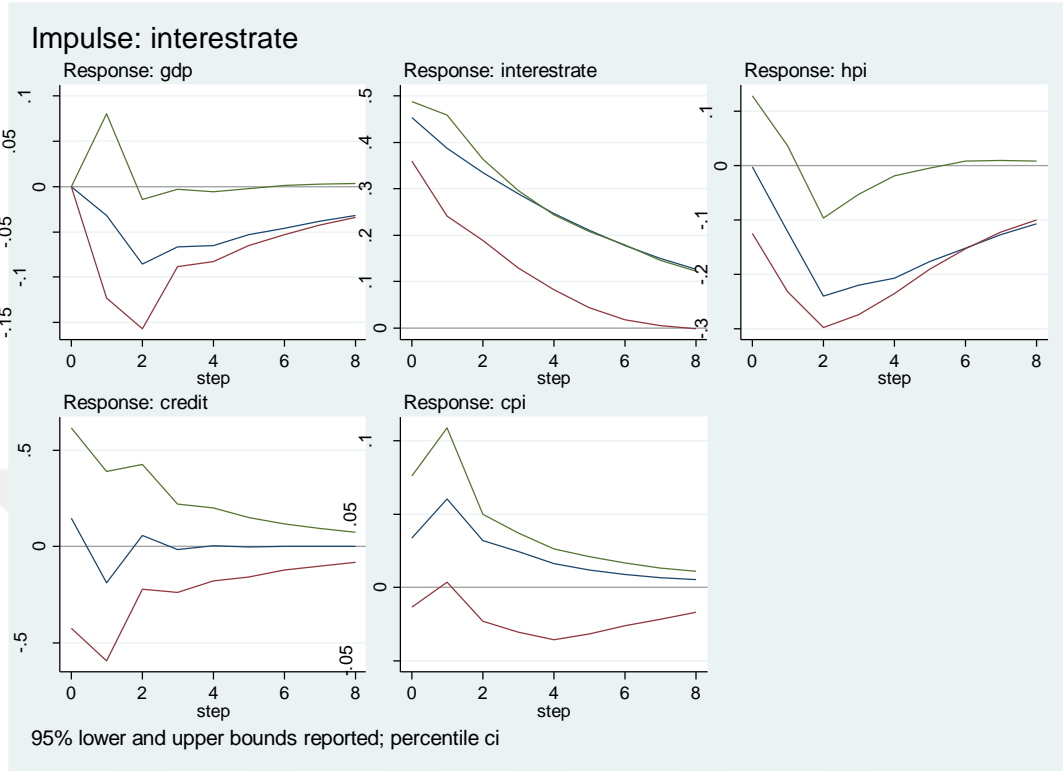 Impulse: interestrate
Response: gdp
.1
.05
0
-.05
-.1
-.15
0 2 4 6 8
step
Response: interestrate
.5
.4
.3
.2
.1
0
0 2 4 6 8
step
Response: hpi
.1
0
-.1
-.2
-.3
0 2 4 6 8
step
Response: credit
.5
0
-.5
0 2 4 6 8
step
Response: cpi
.1
.05
0
-.05
0 2 4 6 8
step
95% lower and upper bounds reported; percentile ci